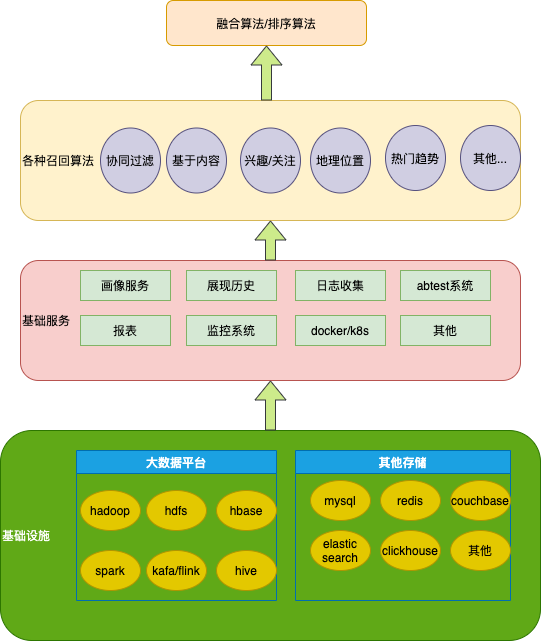 融合算法/排序算法
各种召回算法
协同过滤
基于内容
兴趣/关注
地理位置
热门趋势
其他...
基础服务
画像服务
展现历史
日志收集
abtest系统
报表
监控系统
docker/k8s
其他
基础设施
大数据平台
hadoop
hdfs
hbase
spark
kafa/flink
hive
其他存储
mysql
redis
couchbase
elastic
search
clickhouse
其他